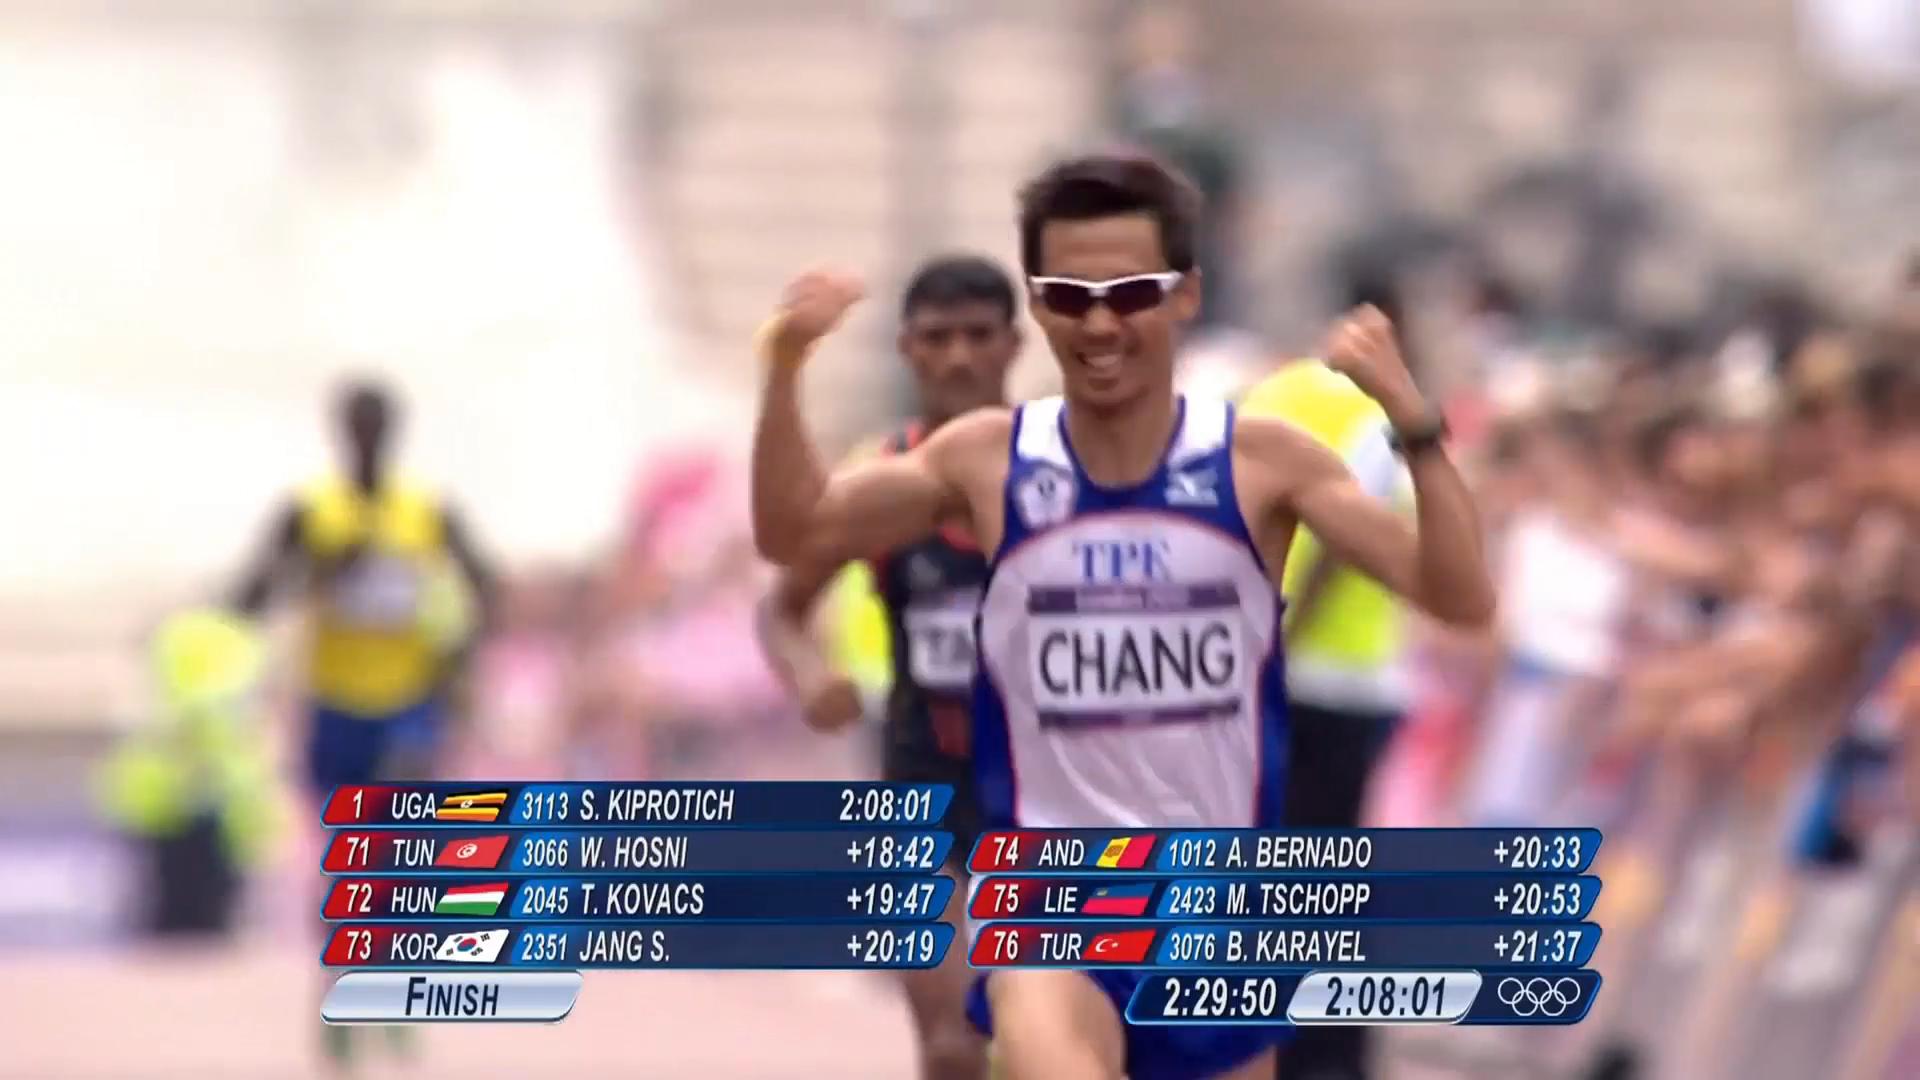 TPE
CHANG
1 UGA 3113 S. KIPROTICH 2:08:01
71 TUN 3066 W. HOSNI +18:42
72 HUN 2045 T. KOVACS +19:47
73 KOR 2351 JANG S. +20:19
74 AND 1012 A. BERNADO +20:33
75 LIE 2423 M. TSCHOPP +20:53
76 TUR 3076 B. KARAYEL +21:37
FINISH
2:29:50 2:08:01